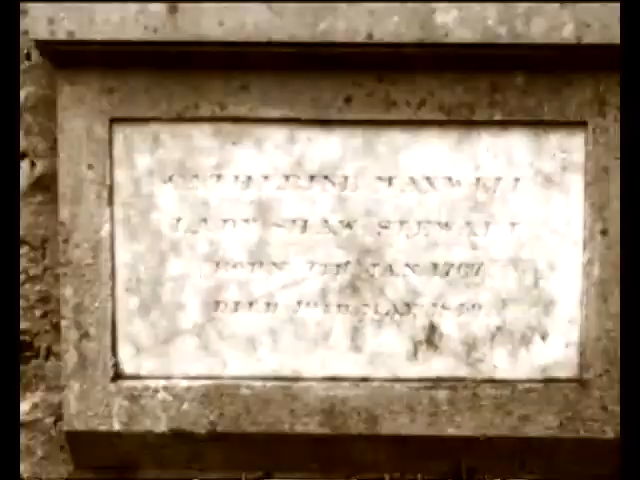 CATHERINE MAXWELL
LADY SHAW STEWART
BORN 7TH JAN 1767
DIED MAY